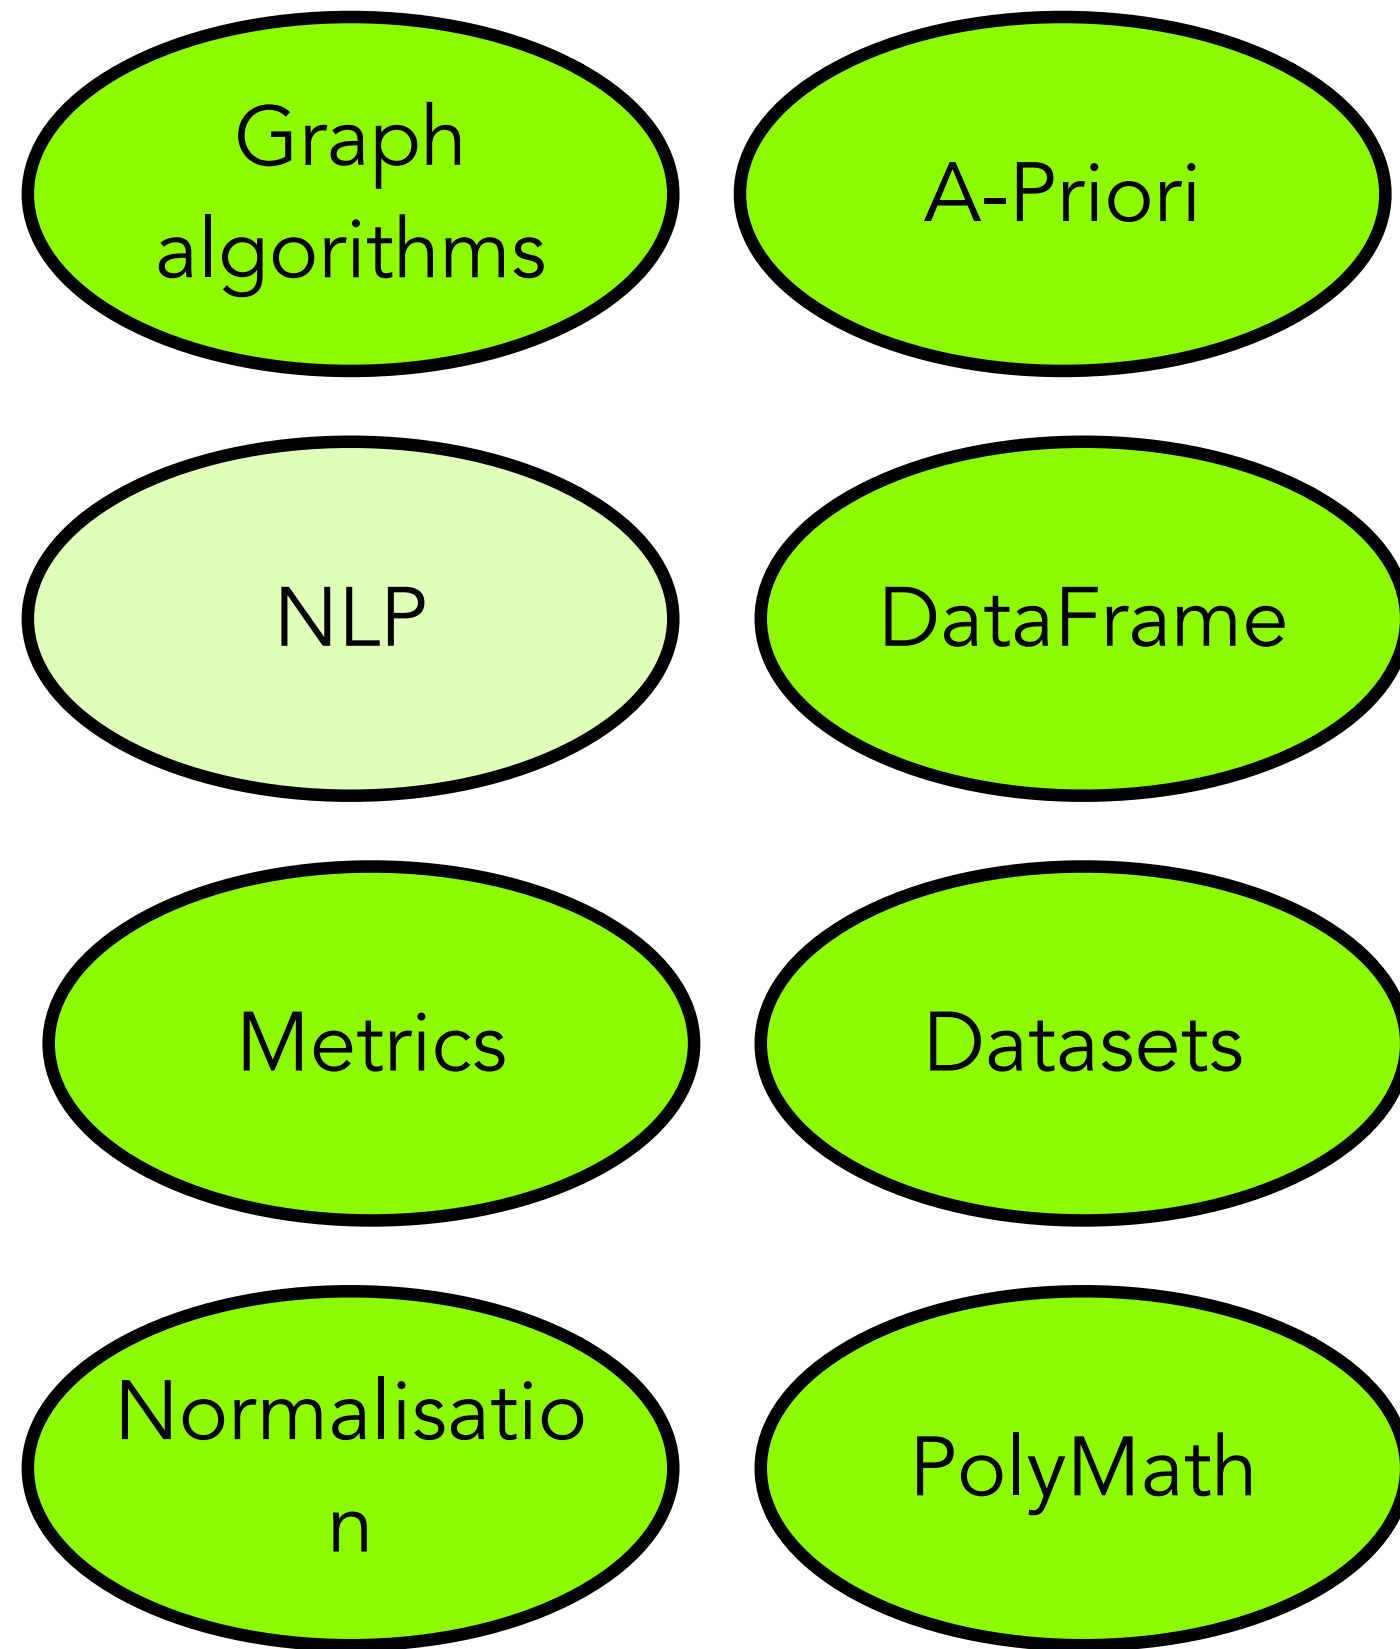 Graph
algorithms
A-Priori
NLP
DataFrame
Metrics
Datasets
Normalisatio
n
PolyMath